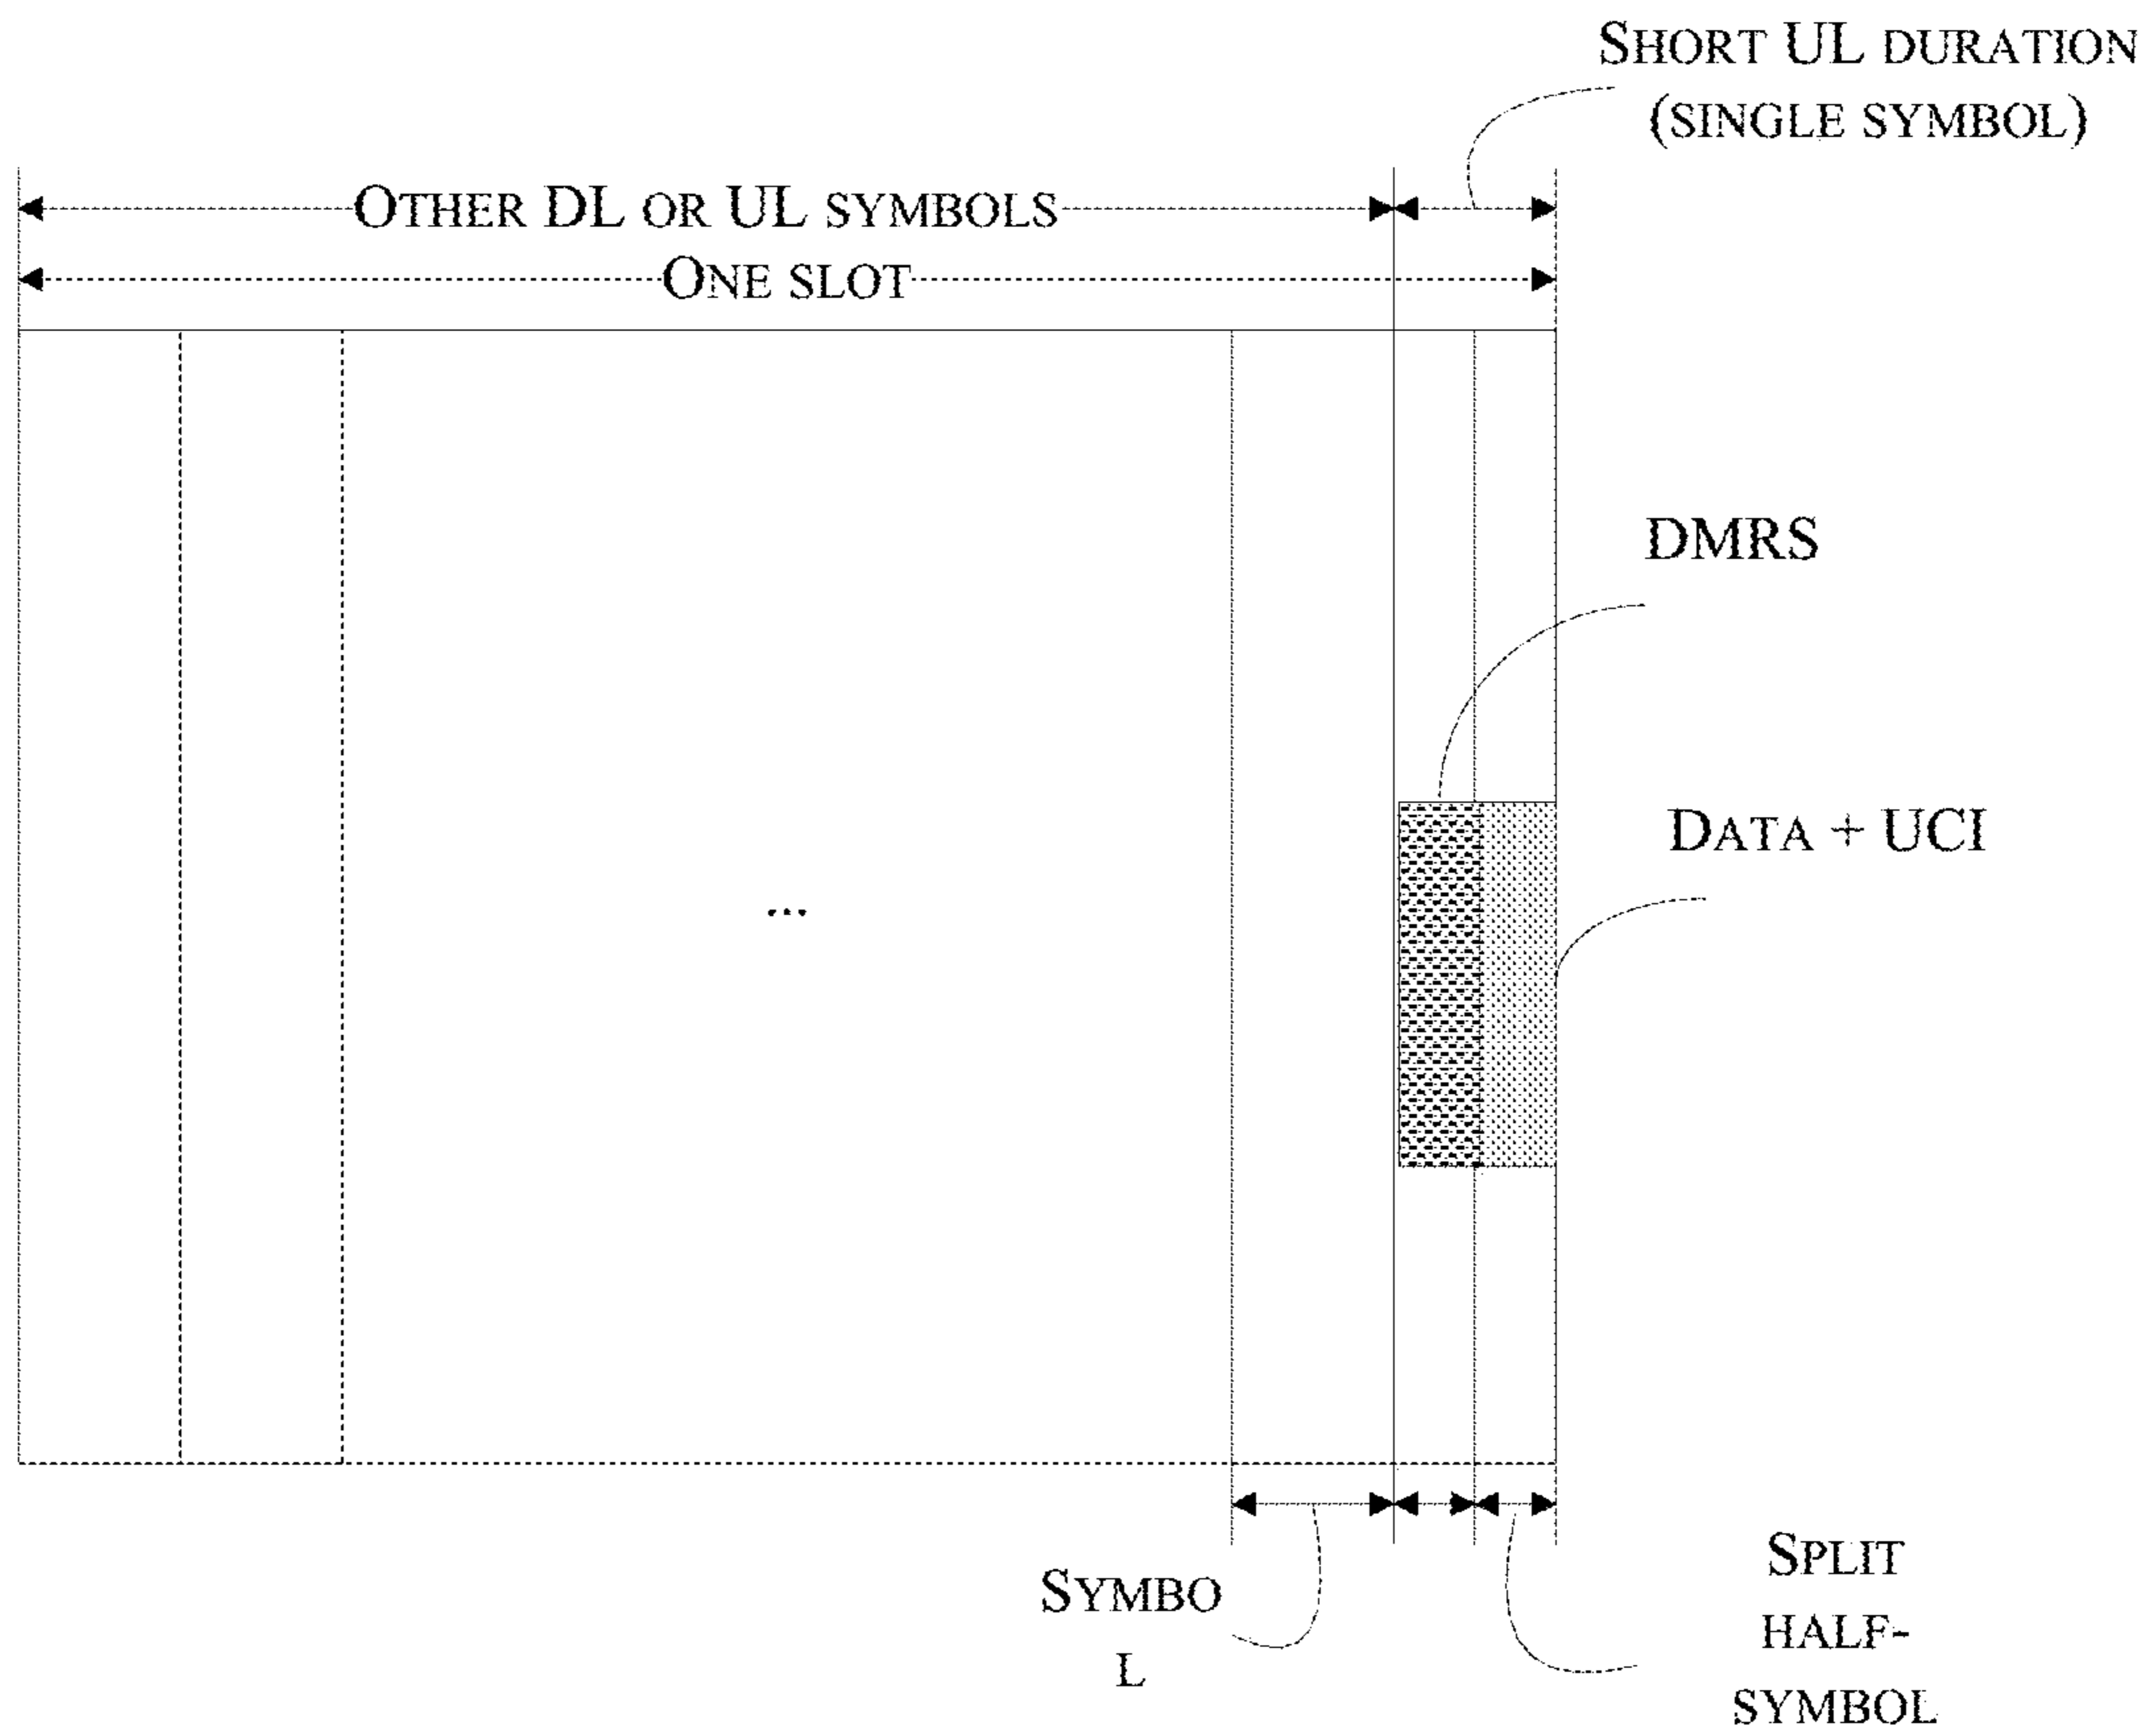 SHORT UL DURATION
(SINGLE SYMBOL)
OTHER DL OR UL SYMBOLS
ONE SLOT
DMRS
DATA + UCI
...
SYMBO
L
SPLIT
HALF-
SYMBOL